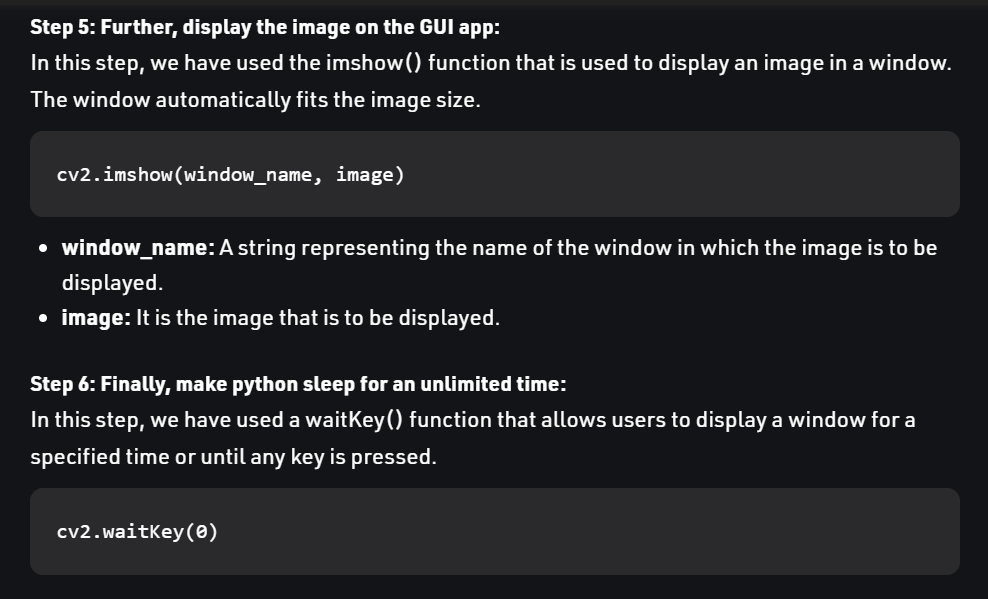 Step 5: Further, display the image on the GUI app:
In this step, we have used the imshow() function that is used to display an image in a window.
The window automatically fits the image size.
cv2.imshow(window_name, image)
• window_name: A string representing the name of the window in which the image is to be
displayed.
• image: It is the image that is to be displayed.
Step 6: Finally, make python sleep for an unlimited time:
In this step, we have used a waitKey() function that allows users to display a window for a
specified time or until any key is pressed.
cv2.waitKey(0)